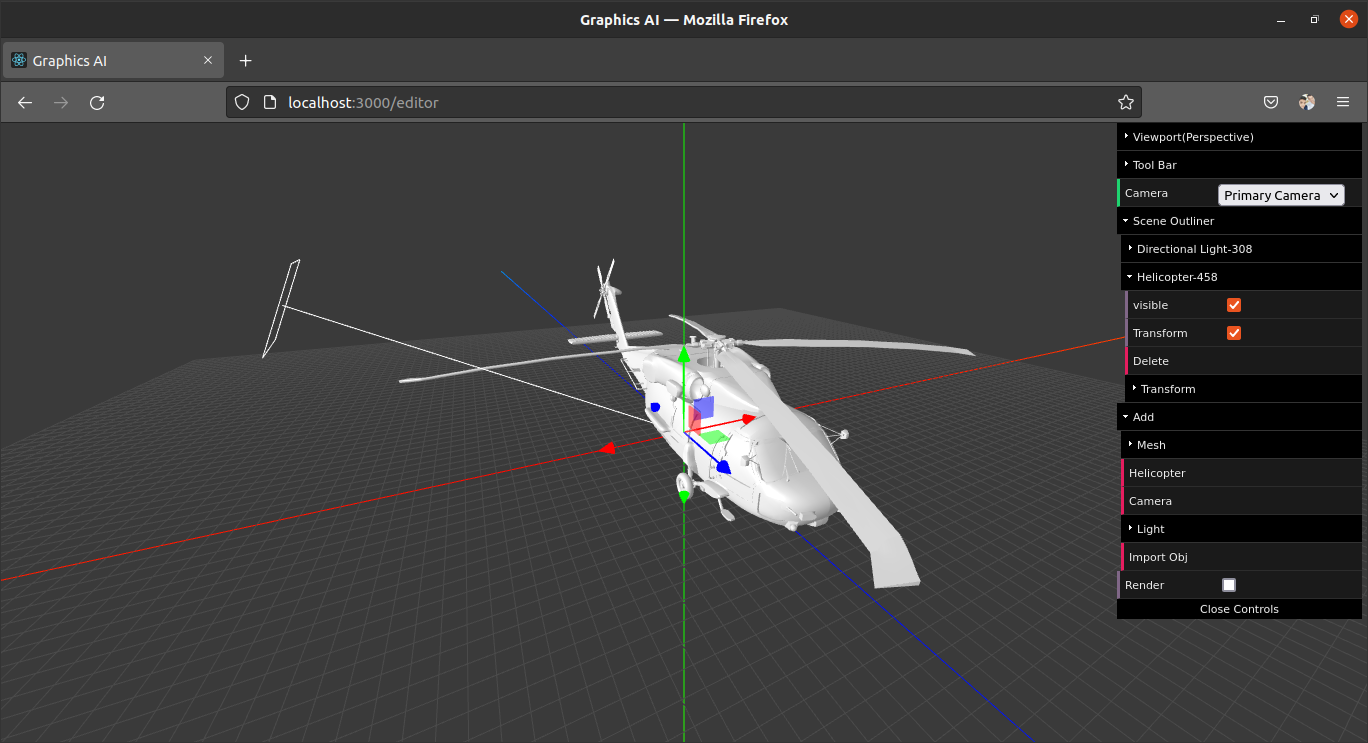 Graphics AI — Mozilla Firefox
Graphics AI
localhost:3000/editor
Viewport(Perspective)
Tool Bar
Camera Primary Camera
Scene Outliner
Directional Light-308
Helicopter-458
visible
Transform
Delete
Transform
Add
Mesh
Helicopter
Camera
Light
Import Obj
Render
Close Controls